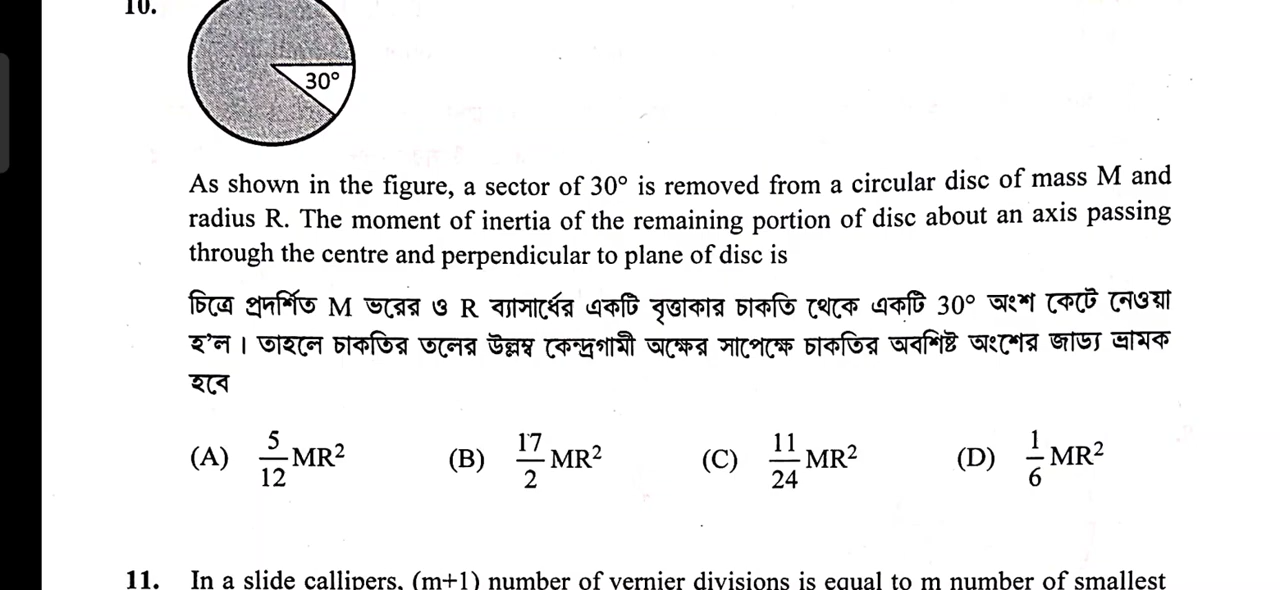 10.
30°
As shown in the figure, a sector of 30° is removed from a circular disc of mass M and
radius R. The moment of inertia of the remaining portion of disc about an axis passing
through the centre and perpendicular to plane of disc is
চিত্রে প্রদর্শিত M ভরের ও R ব্যাসার্ধের একটি বৃত্তাকার চাকতি থেকে একটি 30° অংশ কেটে নেওয়া
হ'ল । তাহলে চাকতির তলের উল্লম্ব কেন্দ্রগামী অক্ষের সাপেক্ষে চাকতির অবশিষ্ট অংশের জাড্য ভ্রামক
হবে
(A) 5/12 MR² (B) 17/2 MR² (C) 11/24 MR² (D) 1/6 MR²
11. In a slide callipers, (m+1) number of vernier divisions is equal to m number of smallest